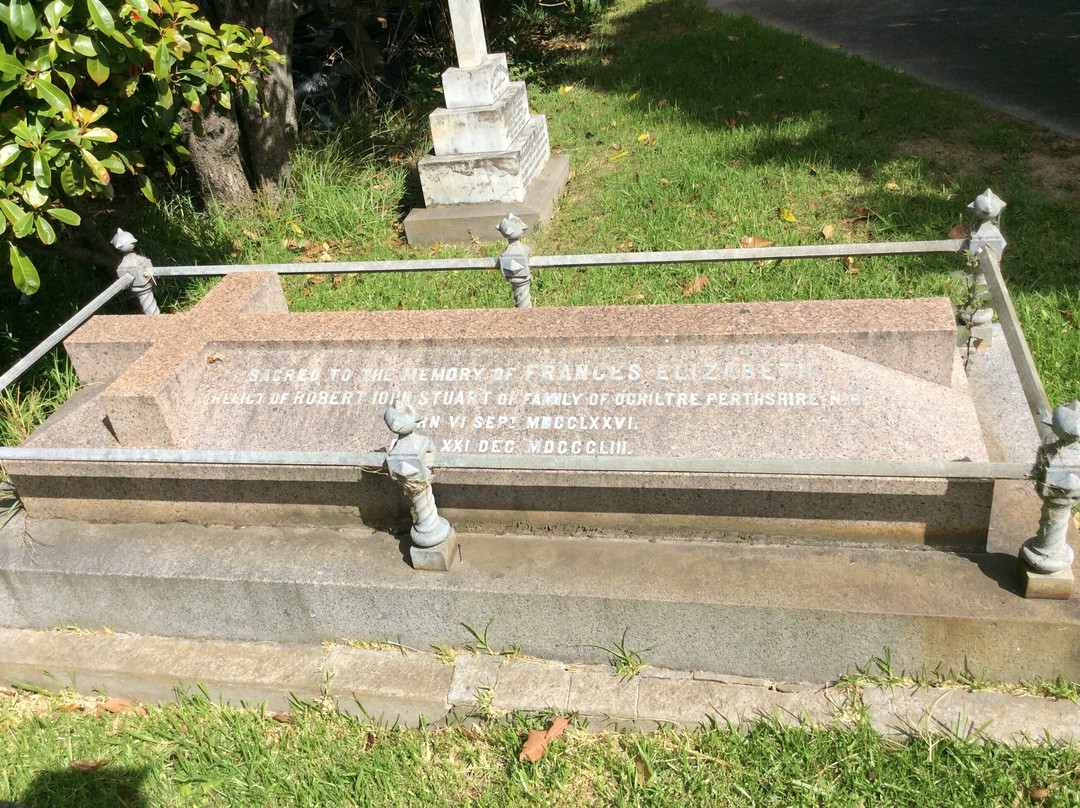 SACRED TO THE MEMORY OF FRANCES ELIZABETH
RELICT OF ROBERT JOHN STUART OF FAMILY OF OCHILTRE PERTHSHIRE, N.B.
RN VI SEPT MDCCLXXVI.
XXI DEC MDCCCLIII.